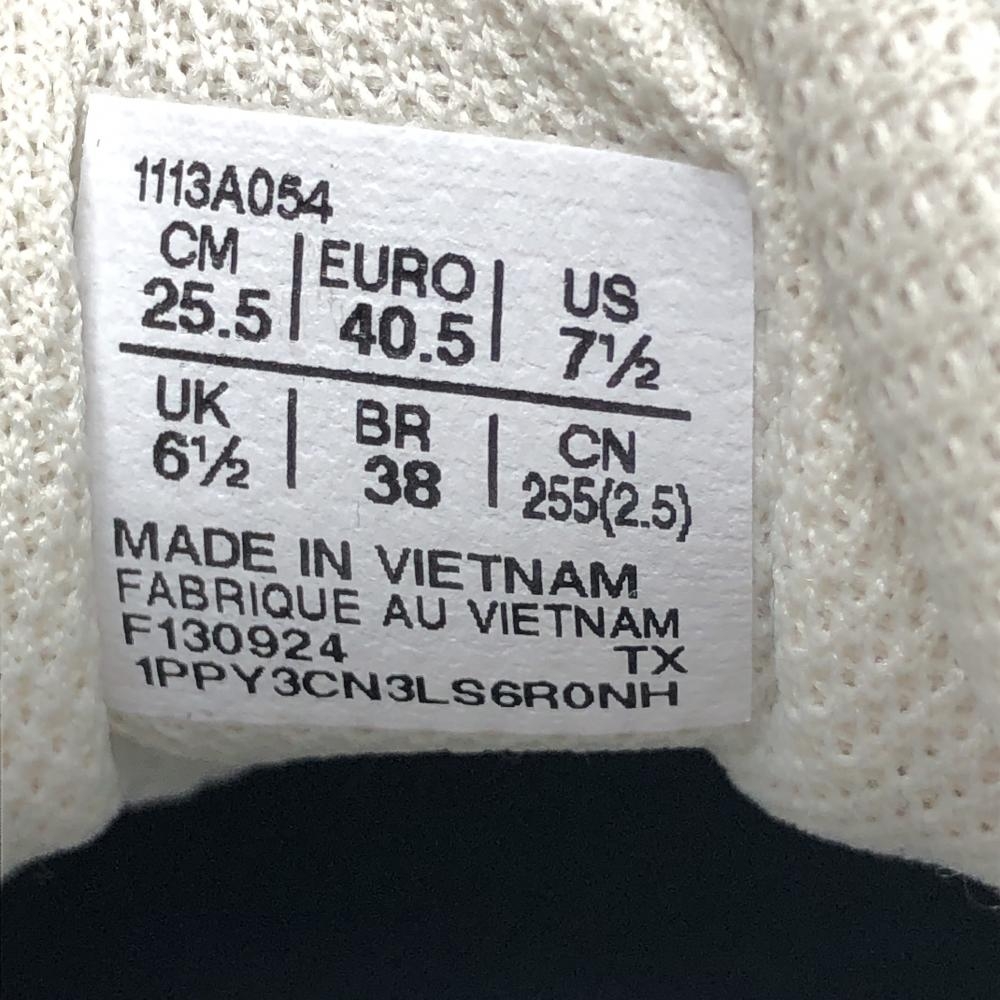 1113A054
CM | EURO | US
25.5 | 40.5 | 7½
UK | BR | CN
6½ | 38 | 255(2.5)
MADE IN VIETNAM
FABRIQUE AU VIETNAM
F130924 TX
1PPY3CN3LS6R0NH